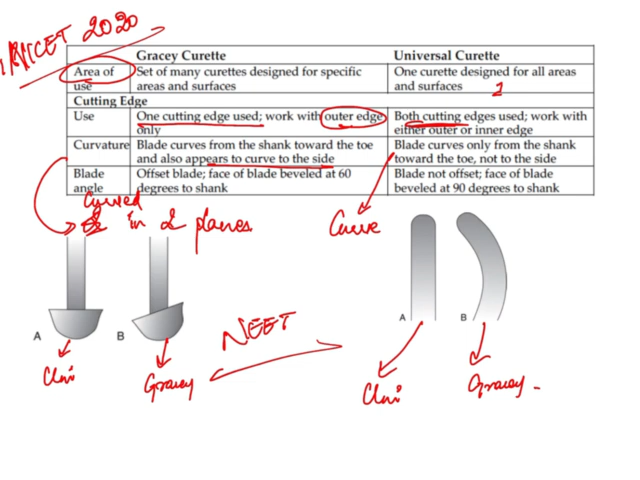 INICET 2020
Gracey Curette Universal Curette
Area of use Set of many curettes designed for specific areas and surfaces One curette designed for all areas and surfaces
Cutting Edge
Use One cutting edge used; work with outer edge only Both cutting edges used; work with either outer or inner edge
Curvature Blade curves from the shank toward the toe and also appears to curve to the side Blade curves only from the shank toward the toe, not to the side
Blade angle Offset blade; face of blade beveled at 60 degrees to shank Blade not offset; face of blade beveled at 90 degrees to shank
Curved
in 2 planes
Curve
A B
A B
NEET
Uni Gracey
Uni Gracey